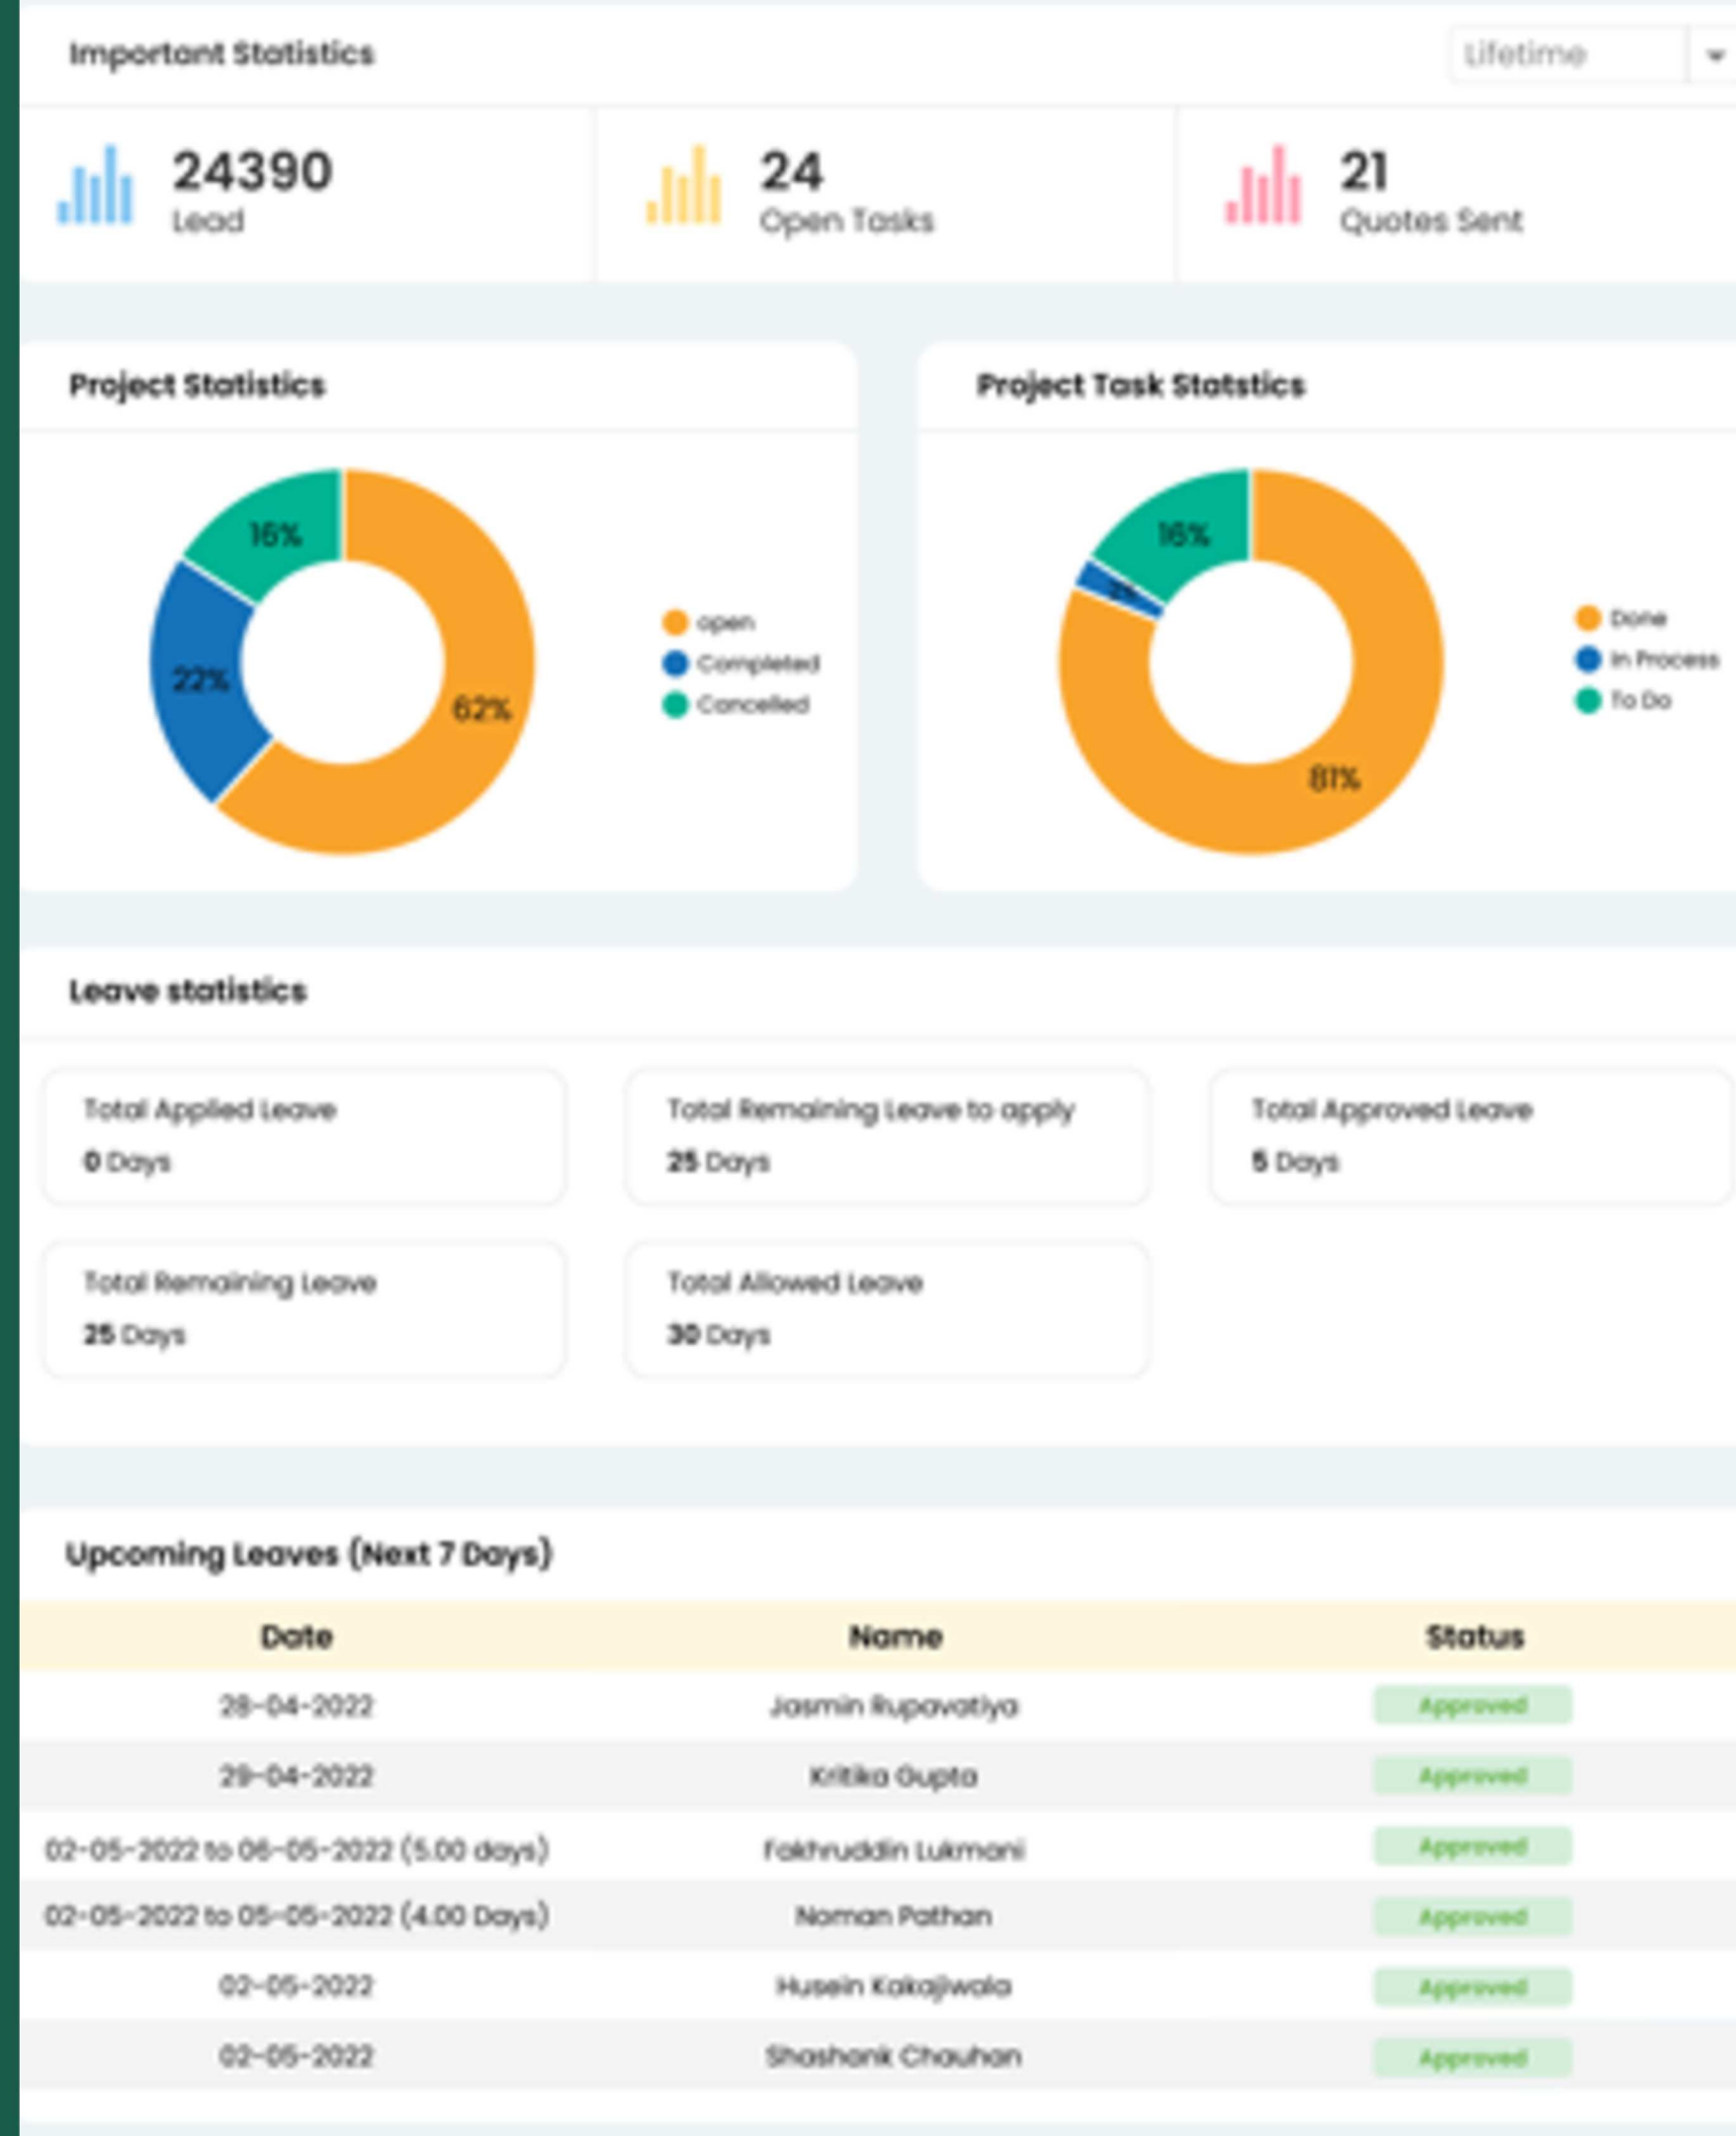 Important Statistics
Lifetime
24390
Lead
24
Open Tasks
21
Quotes Sent
Project Statistics
Project Task Statstics
16%
22%
62%
open
Completed
Cancelled
16%
81%
Done
In Process
To Do
Leave statistics
Total Applied Leave
0 Days
Total Remaining Leave to apply
25 Days
Total Approved Leave
5 Days
Total Remaining Leave
25 Days
Total Allowed Leave
30 Days
Upcoming Leaves (Next 7 Days)
Date Name Status
28-04-2022 Jasmin Rupavatiya Approved
29-04-2022 Kritika Gupta Approved
02-05-2022 to 06-05-2022 (5.00 days) Fakhruddin Lukmani Approved
02-05-2022 to 05-05-2022 (4.00 Days) Noman Pathan Approved
02-05-2022 Husein Kakajiwala Approved
02-05-2022 Shashank Chauhan Approved